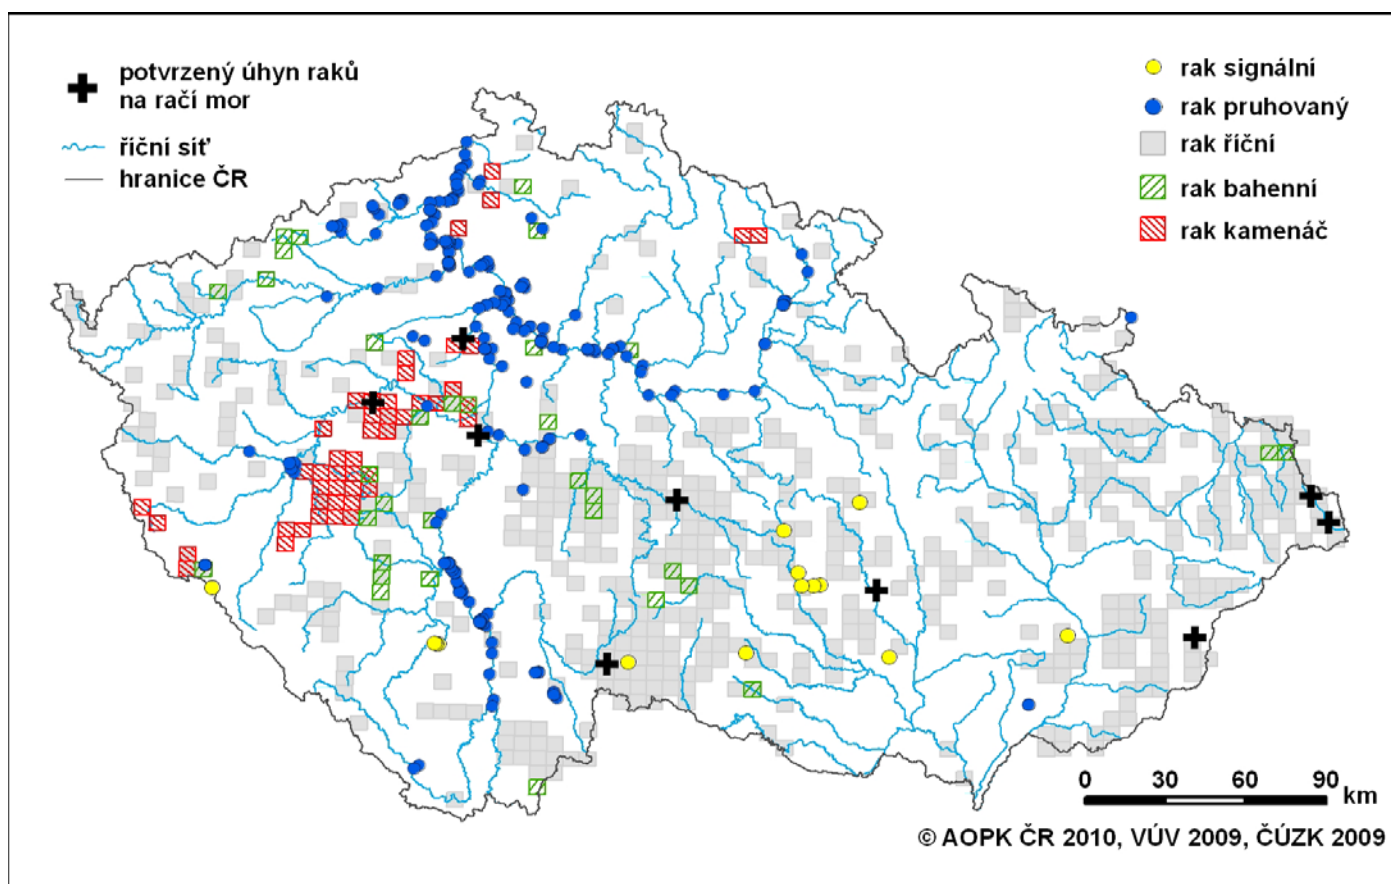 potvrzený úhyn raků
na račí mor
říční síť
hranice ČR
rak signální
rak pruhovaný
rak říční
rak bahenní
rak kamenáč
0 30 60 90
km
© AOPK ČR 2010, VÚV 2009, ČÚZK 2009